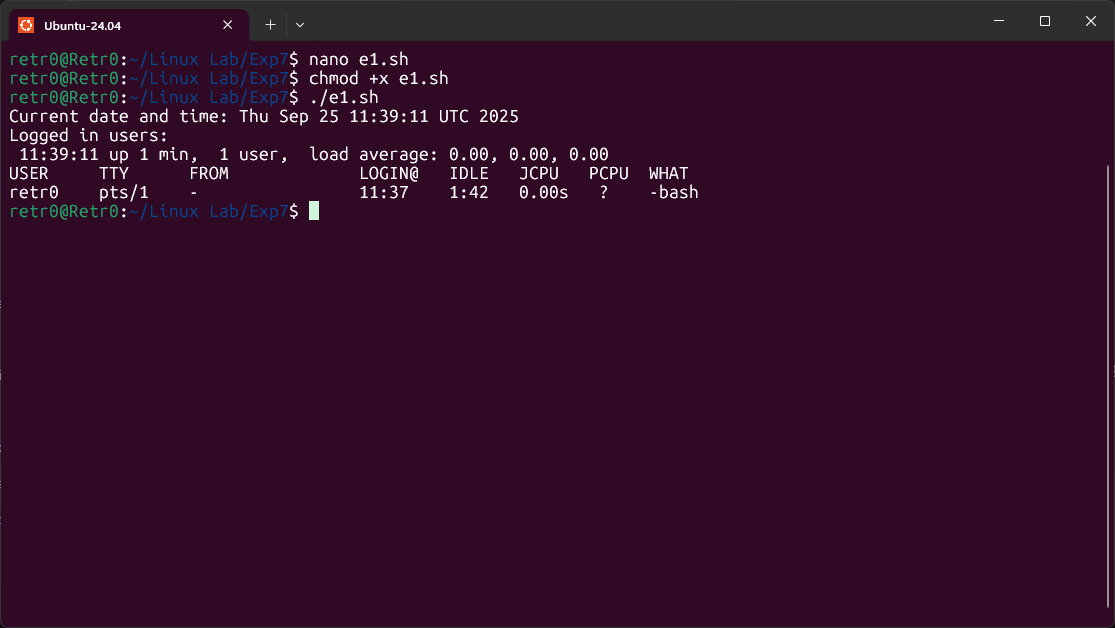 Ubuntu-24.04
retr0@Retr0:~/Linux Lab/Exp7$ nano e1.sh
retr0@Retr0:~/Linux Lab/Exp7$ chmod +x e1.sh
retr0@Retr0:~/Linux Lab/Exp7$ ./e1.sh
Current date and time: Thu Sep 25 11:39:11 UTC 2025
Logged in users:
 11:39:11 up 1 min,  1 user,  load average: 0.00, 0.00, 0.00
USER     TTY      FROM             LOGIN@   IDLE   JCPU   PCPU  WHAT
retr0    pts/1    -                11:37    1:42   0.00s   ?    -bash
retr0@Retr0:~/Linux Lab/Exp7$